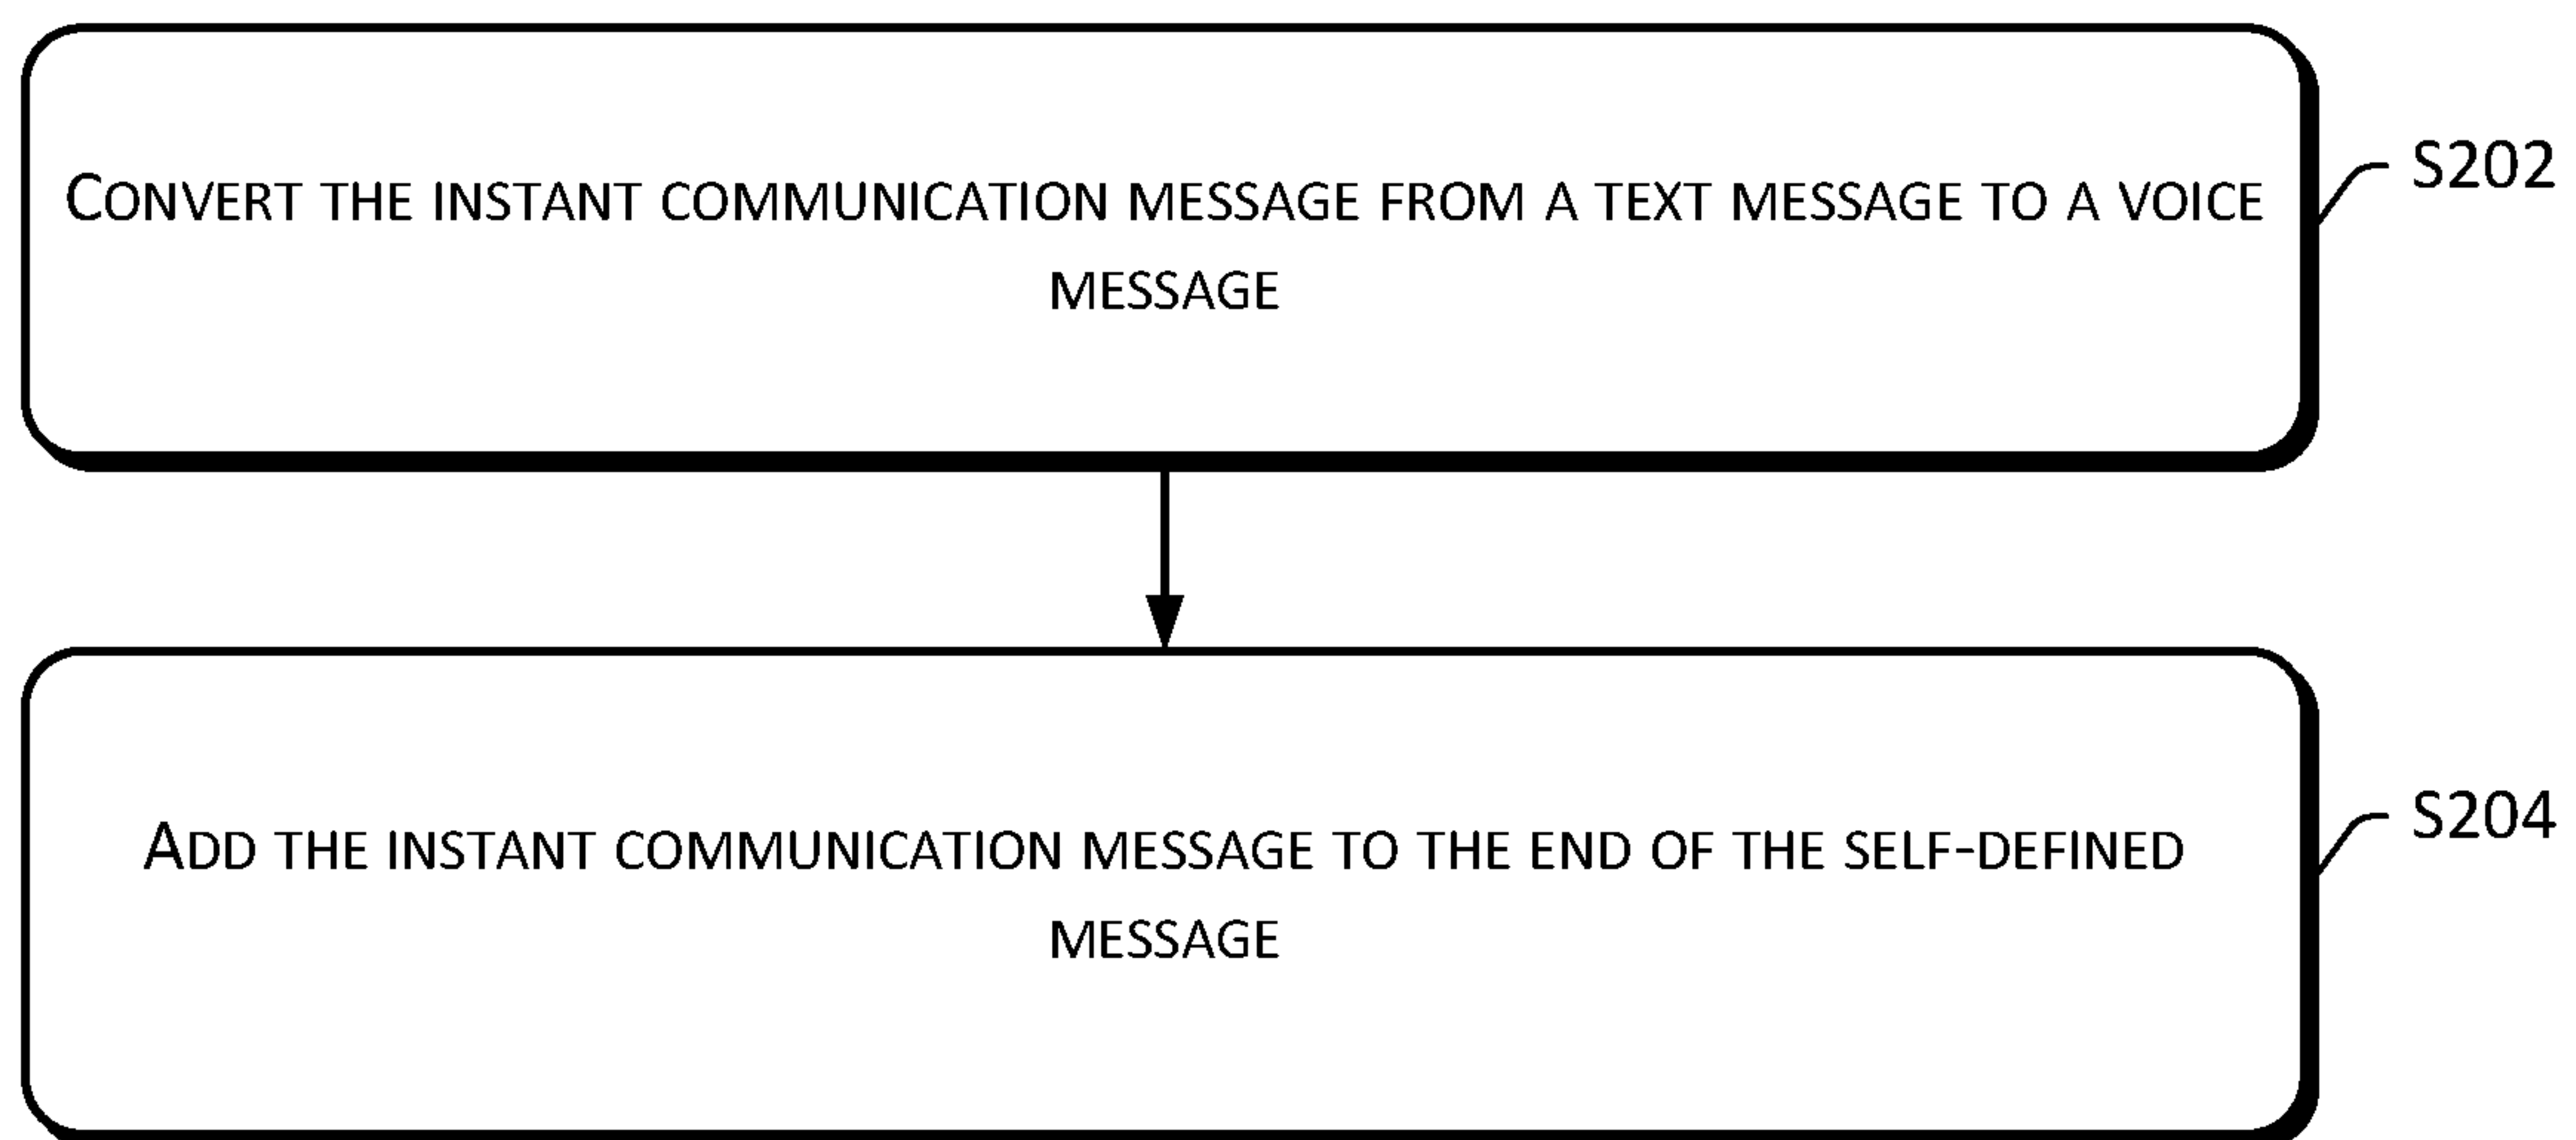 CONVERT THE INSTANT COMMUNICATION MESSAGE FROM A TEXT MESSAGE TO A VOICE
MESSAGE
S202
ADD THE INSTANT COMMUNICATION MESSAGE TO THE END OF THE SELF-DEFINED
MESSAGE
S204